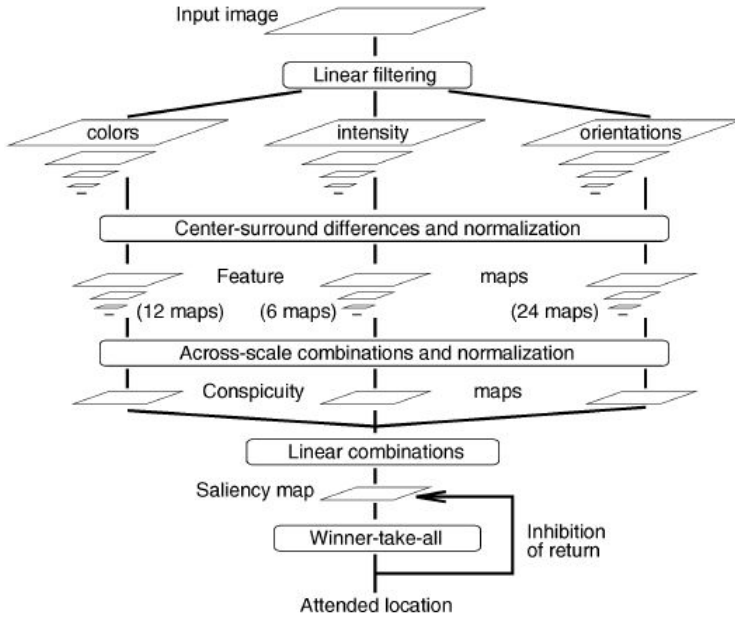 Input image
Linear filtering
colors
intensity
orientations
Center-surround differences and normalization
Feature maps
(12 maps) (6 maps) (24 maps)
Across-scale combinations and normalization
Conspicuity maps
Linear combinations
Saliency map
Winner-take-all
Inhibition
of return
Attended location